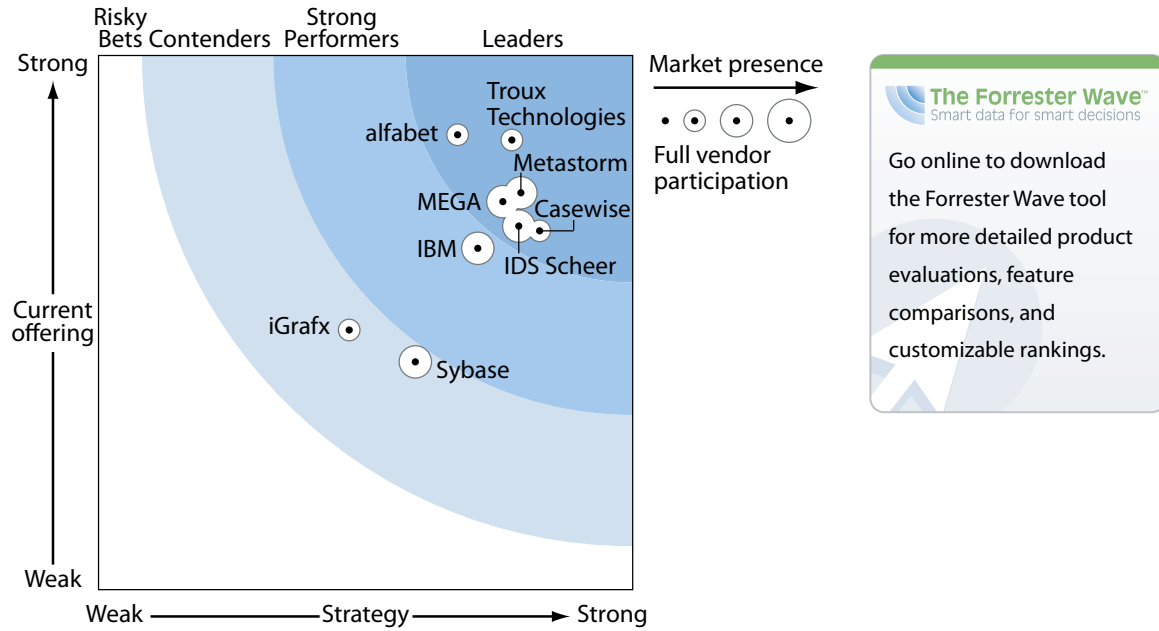 Risky
Bets
Contenders
Strong
Performers
Leaders
Strong
Current
offering
Weak
Troux
Technologies
alfabet
Metastorm
MEGA
Casewise
IBM
IDS Scheer
iGrafx
Sybase
Weak
Strategy
Strong
Market presence
Full vendor
participation
The Forrester Wave™
Smart data for smart decisions
Go online to download
the Forrester Wave tool
for more detailed product
evaluations, feature
comparisons, and
customizable rankings.